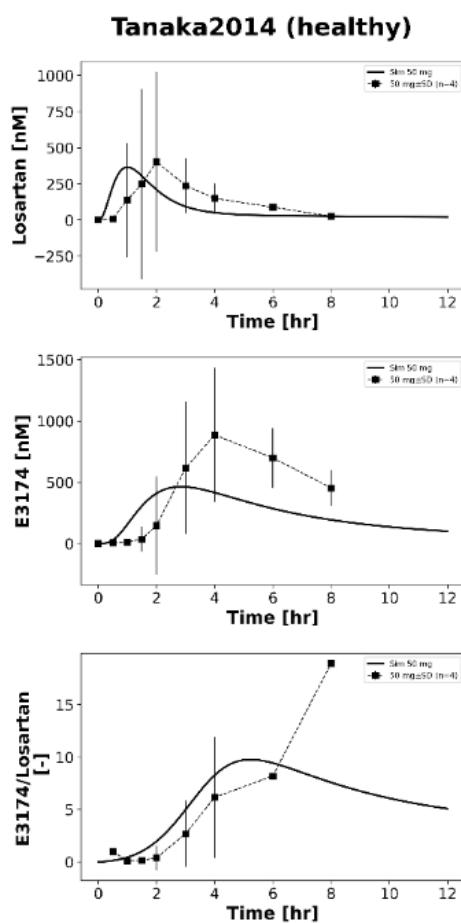 Tanaka2014 (healthy)
Losartan [nM]
1000
750
500
250
0
−250
Sim 50 mg
50 mg±SD (n=4)
0 2 4 6 8 10 12
Time [hr]
E3174 [nM]
1500
1000
500
0
Sim 50 mg
50 mg±SD (n=4)
0 2 4 6 8 10 12
Time [hr]
E3174/Losartan
[-]
15
10
5
0
Sim 50 mg
50 mg±SD (n=4)
0 2 4 6 8 10 12
Time [hr]